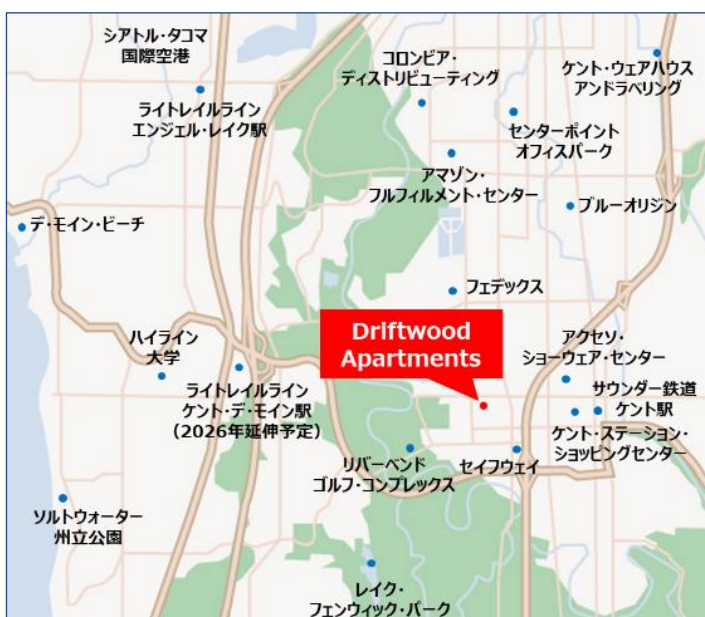 シアトル・タコマ
国際空港
ライトレイルライン
エンジェル・レイク駅
コロンビア・
ディストリビューティング
ケント・ウェアハウス
アンドラベリング
センターポイント
オフィスパーク
アマゾン・
フルフィルメント・センター
ブルーオリジン
デ・モイン・ビーチ
フェデックス
Driftwood
Apartments
ハイライン
大学
アクセソ・
ショーウェア・センター
ライトレイルライン
ケント・デ・モイン駅
（2026年延伸予定）
サウンダー鉄道
ケント駅
ケント・ステーション・
ショッピングセンター
リバーベンド
ゴルフ・コンプレックス
セイフウェイ
ソルトウォーター
州立公園
レイク・
フェンウィック・パーク